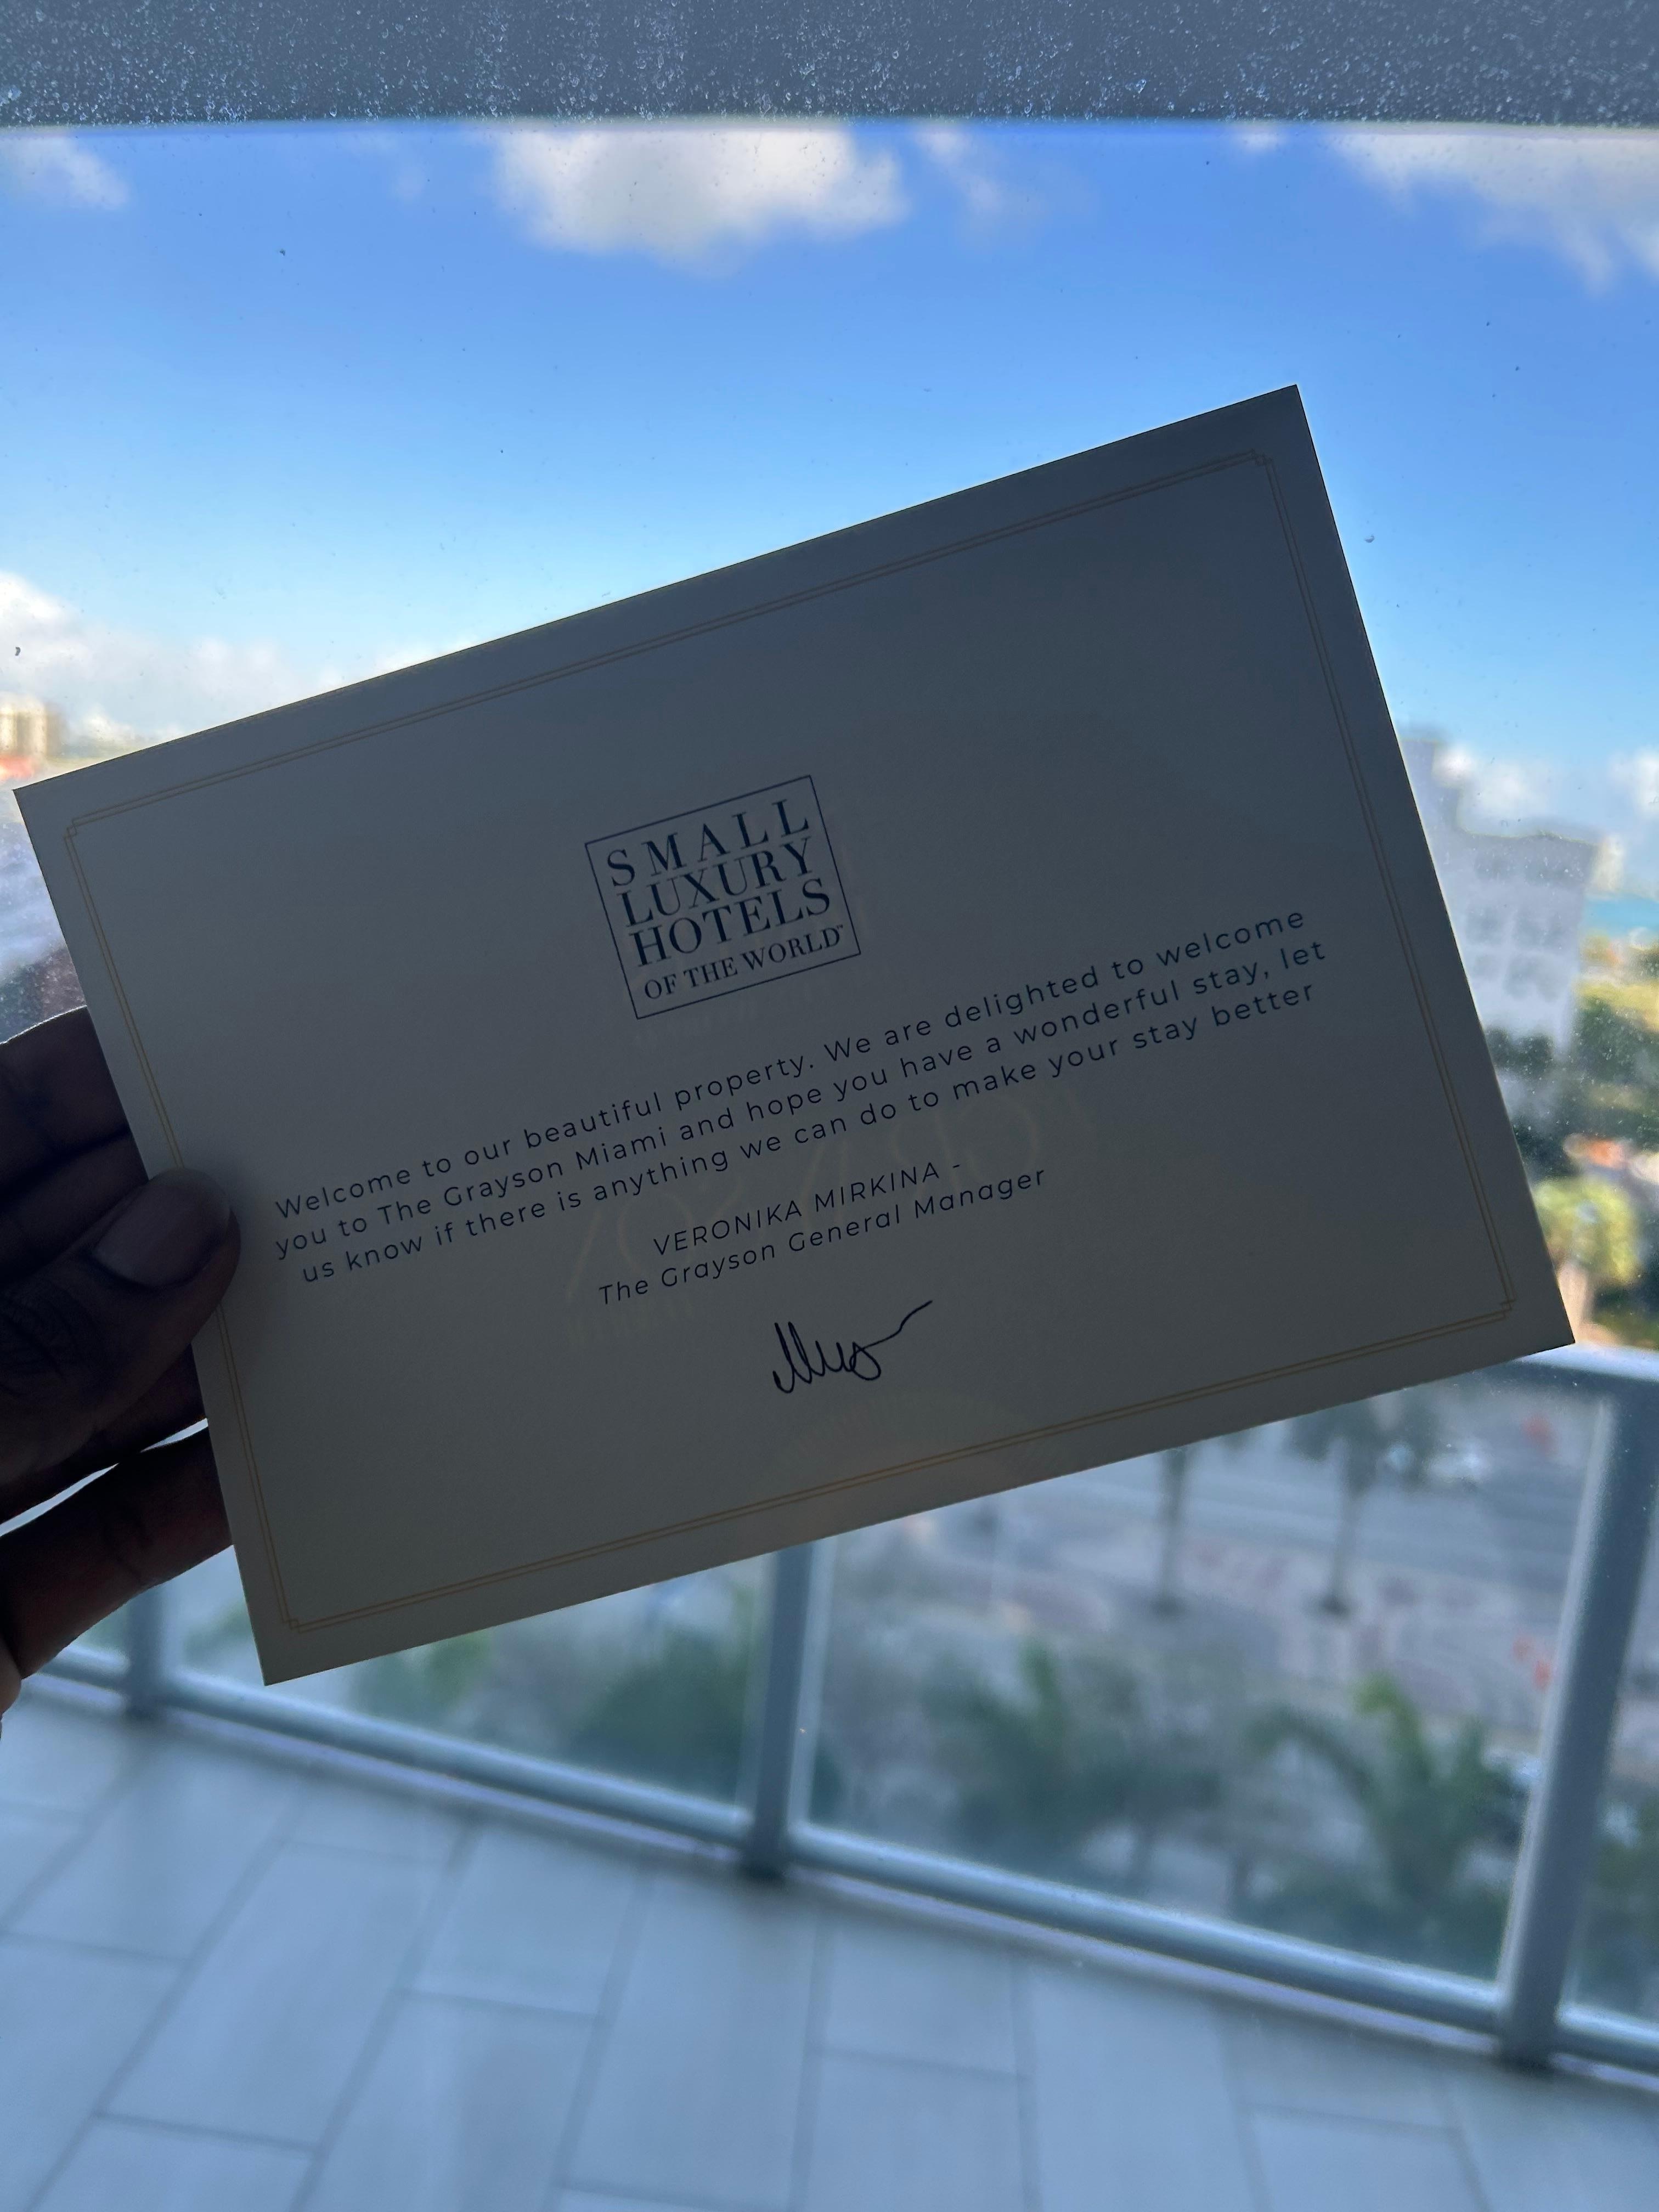 SMALL
LUXURY
HOTELS
OF THE WORLD™
Welcome to our beautiful property. We are delighted to welcome
you to The Grayson Miami and hope you have a wonderful stay, let
us know if there is anything we can do to make your stay better
VERONIKA MIRKINA -
The Grayson General Manager